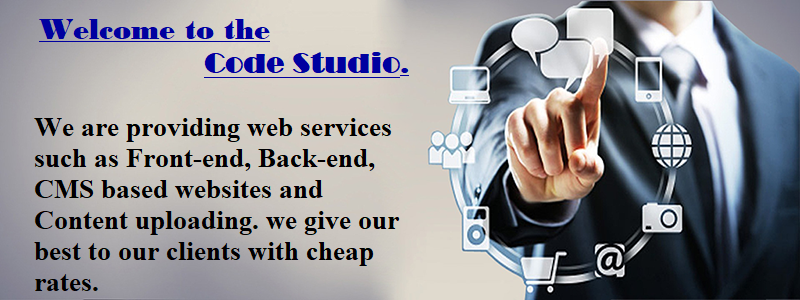 Welcome to the
Code Studio.
We are providing web services
such as Front-end, Back-end,
CMS based websites and
Content uploading. we give our
best to our clients with cheap
rates.
@